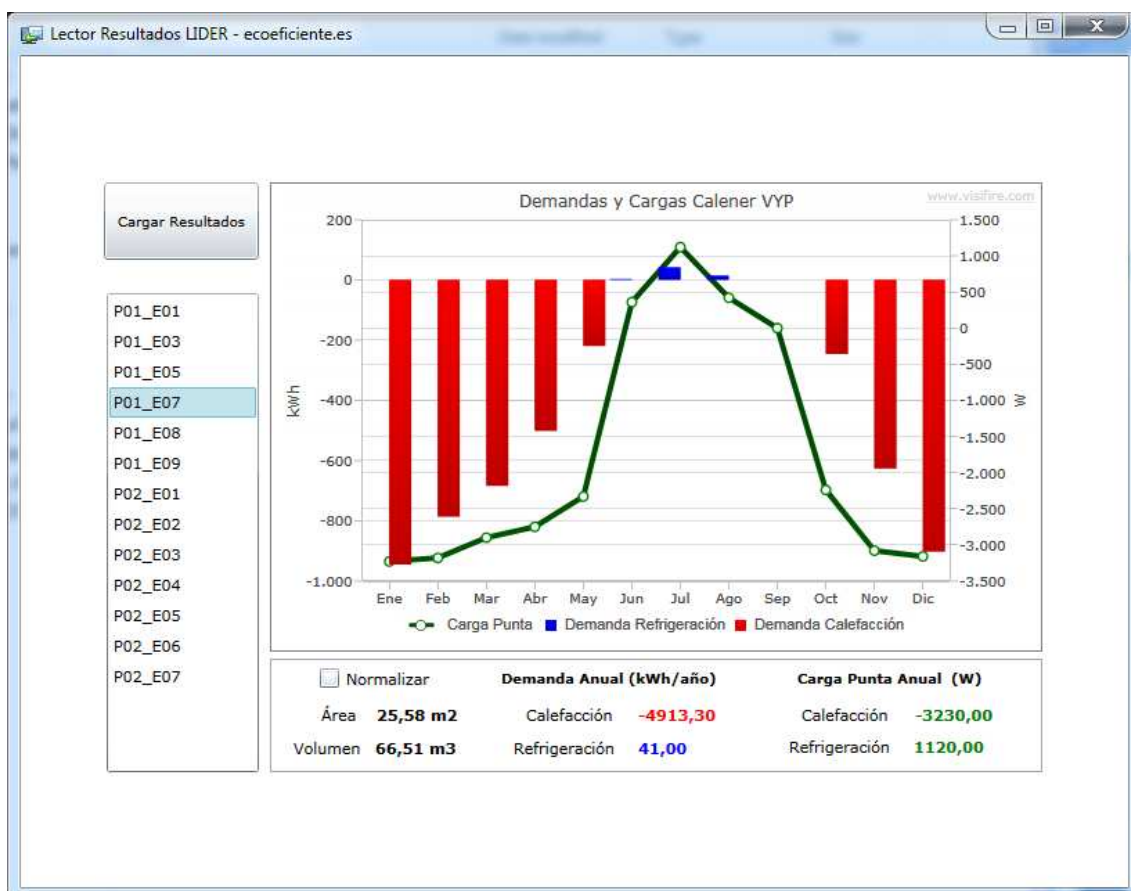 Lector Resultados LIDER - ecoeficiente.es
Cargar Resultados
P01_E01
P01_E03
P01_E05
P01_E07
P01_E08
P01_E09
P02_E01
P02_E02
P02_E03
P02_E04
P02_E05
P02_E06
P02_E07
Demandas y Cargas Calener VYP
www.visifire.com
kWh
200
0
-200
-400
-600
-800
-1.000
1.500
1.000
500
0
-500
-1.000
-1.500
-2.000
-2.500
-3.000
-3.500
W
Ene Feb Mar Abr May Jun Jul Ago Sep Oct Nov Dic
Carga Punta Demanda Refrigeración Demanda Calefacción
Normalizar Demanda Anual (kWh/año) Carga Punta Anual (W)
Área 25,58 m2 Calefacción -4913,30 Calefacción -3230,00
Volumen 66,51 m3 Refrigeración 41,00 Refrigeración 1120,00